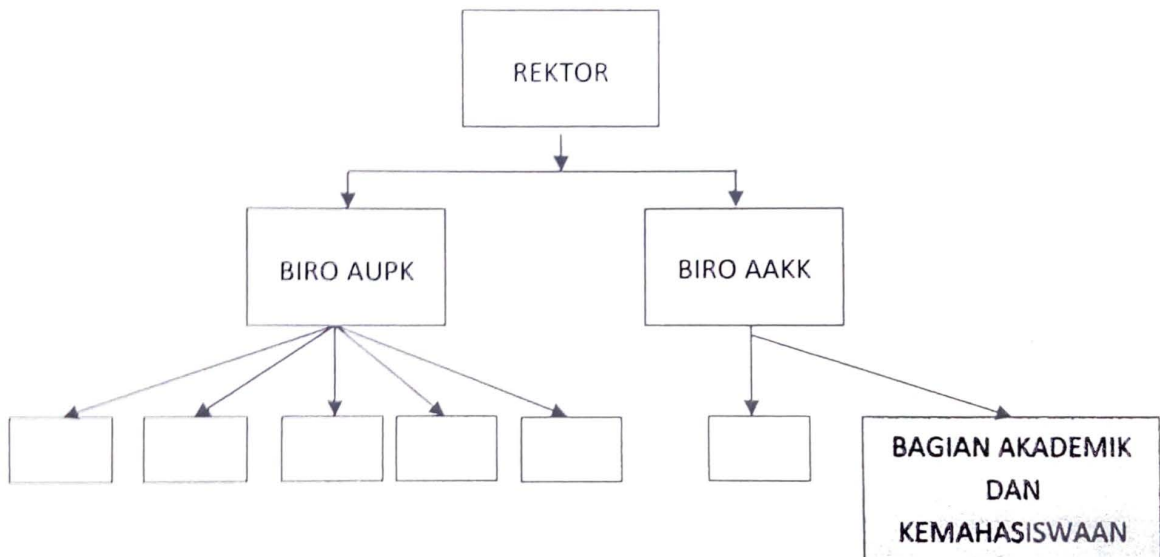 REKTOR
BIRO AUPK
BIRO AAKK
BAGIAN AKADEMIK
DAN
KEMAHASISWAAN